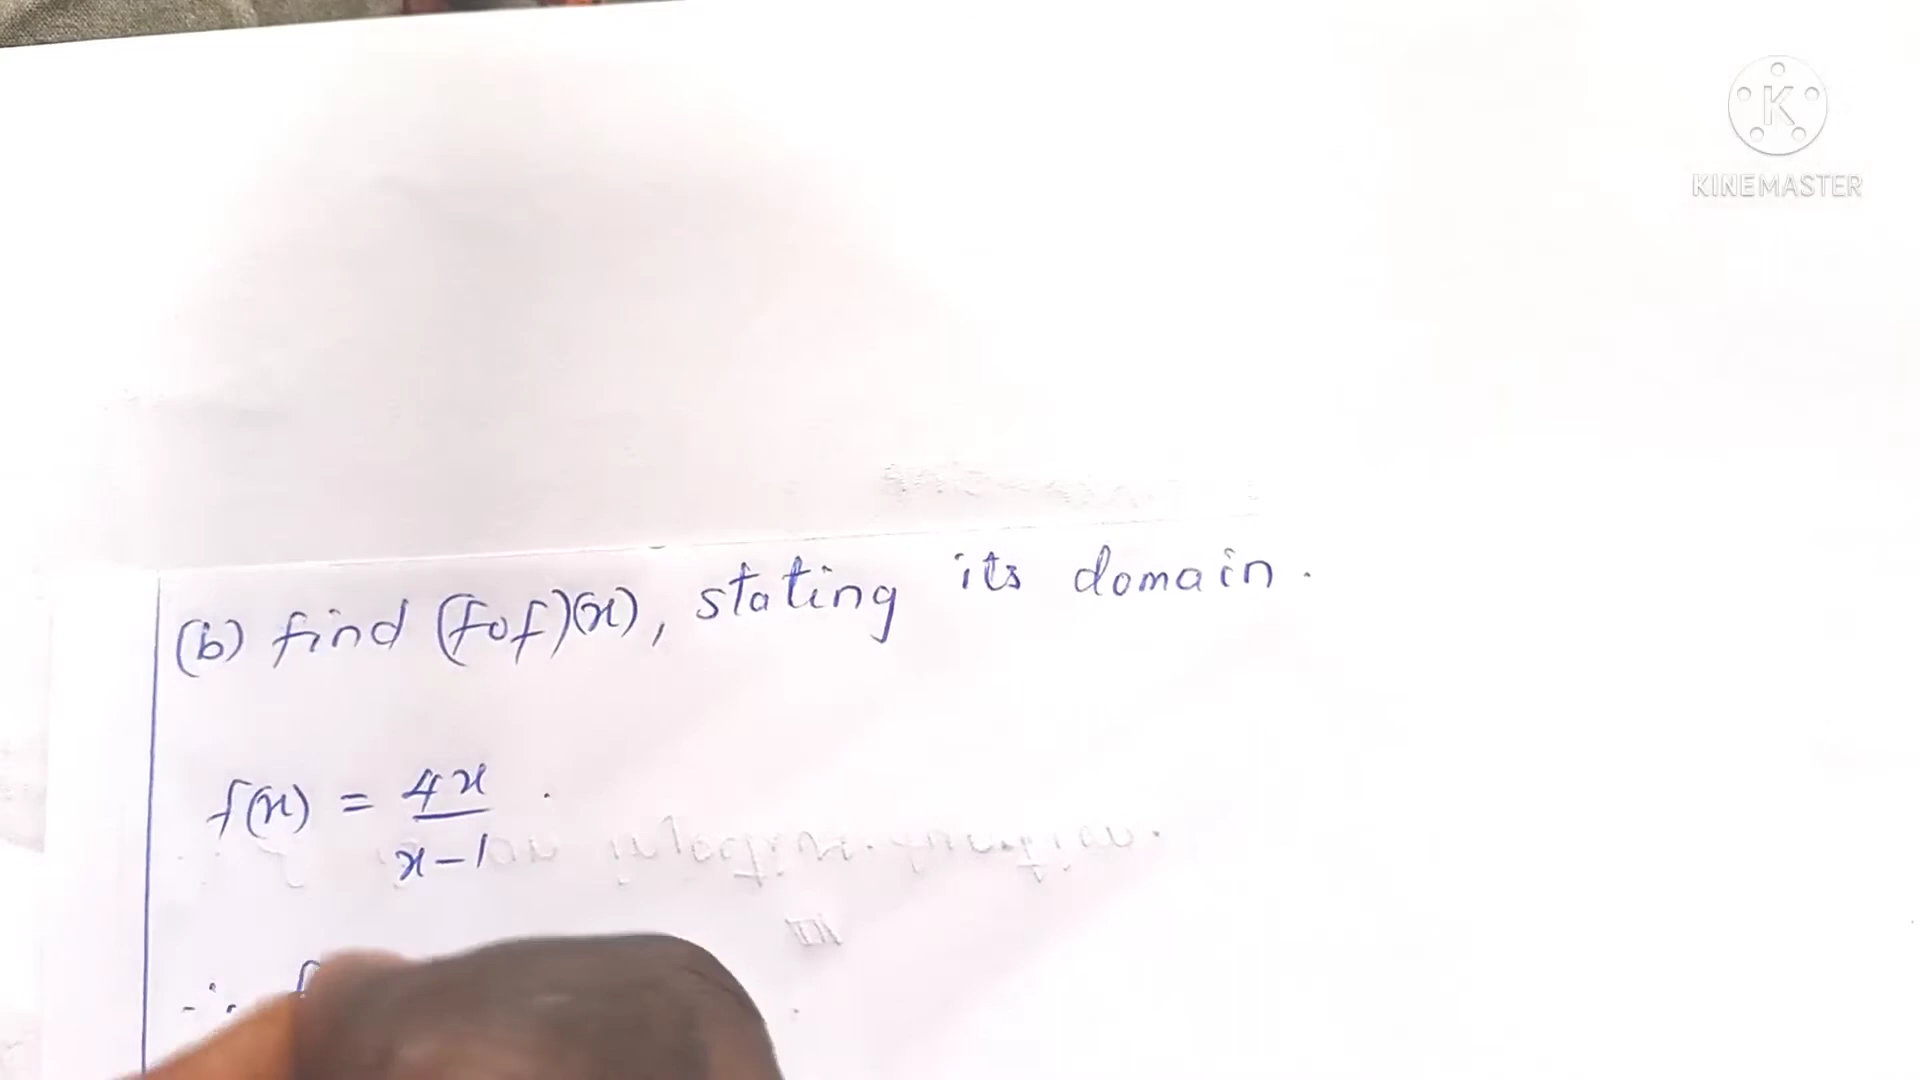 KINEMASTER
(b) find (fof)(x), stating its domain.
f(x) = 4x / x-1 .
∴ f